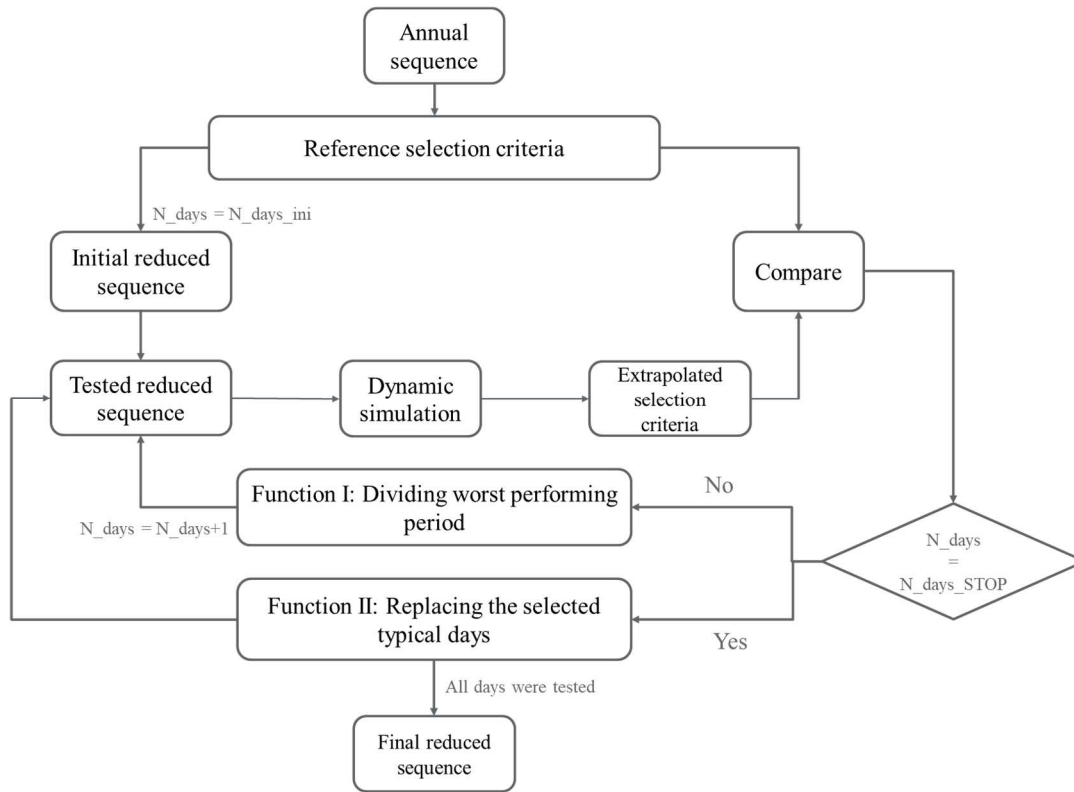 Annual
sequence
Reference selection criteria
N_days = N_days_ini
Initial reduced
sequence
Compare
Tested reduced
sequence
Dynamic
simulation
Extrapolated
selection
criteria
Function I: Dividing worst performing
period
No
N_days = N_days+1
N_days
=
N_days_STOP
Function II: Replacing the selected
typical days
Yes
All days were tested
Final reduced
sequence